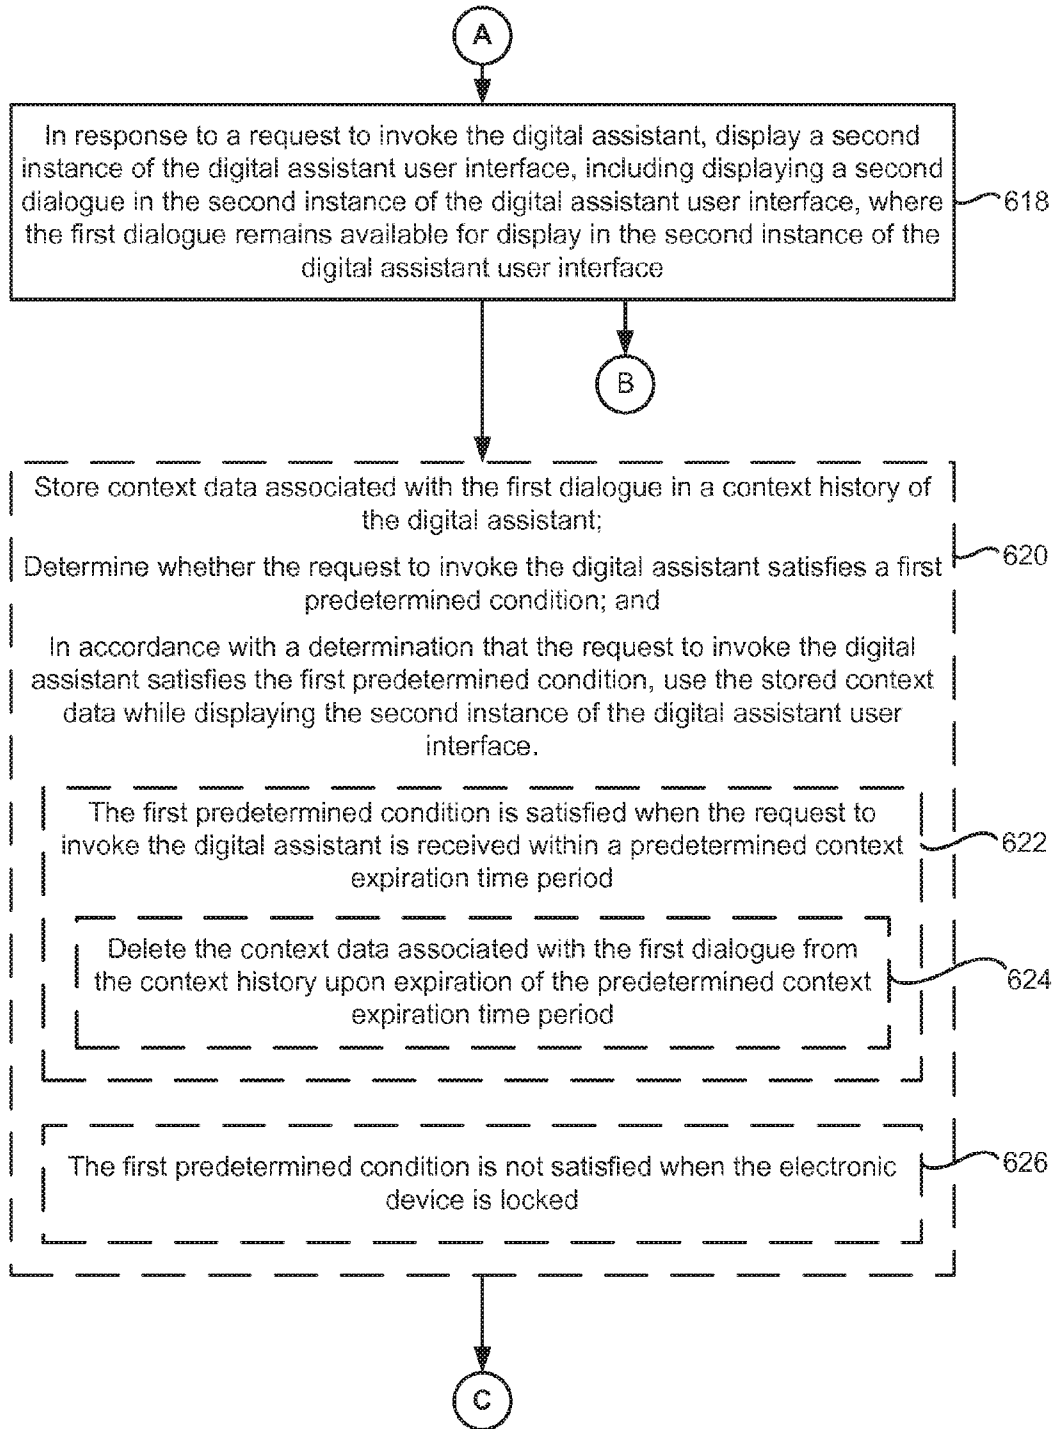 A
In response to a request to invoke the digital assistant, display a second
instance of the digital assistant user interface, including displaying a second
dialogue in the second instance of the digital assistant user interface, where
the first dialogue remains available for display in the second instance of the
digital assistant user interface
618
B
Store context data associated with the first dialogue in a context history of
the digital assistant;
Determine whether the request to invoke the digital assistant satisfies a first
predetermined condition; and
In accordance with a determination that the request to invoke the digital
assistant satisfies the first predetermined condition, use the stored context
data while displaying the second instance of the digital assistant user
interface.
620
The first predetermined condition is satisfied when the request to
invoke the digital assistant is received within a predetermined context
expiration time period
622
Delete the context data associated with the first dialogue from
the context history upon expiration of the predetermined context
expiration time period
624
The first predetermined condition is not satisfied when the electronic
device is locked
626
C